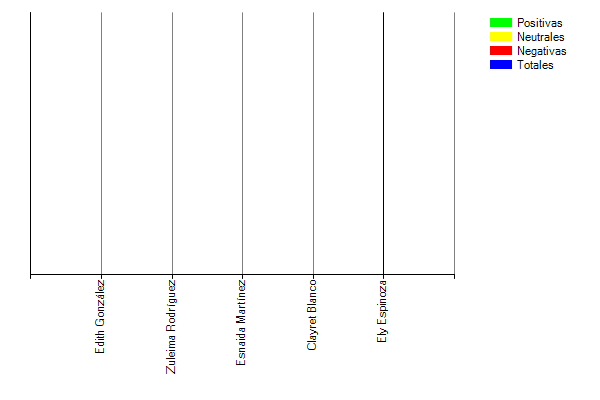 Positivas
Neutrales
Negativas
Totales
Edith González
Zuleima Rodríguez
Esnaida Martínez
Clayret Blanco
Ely Espinoza